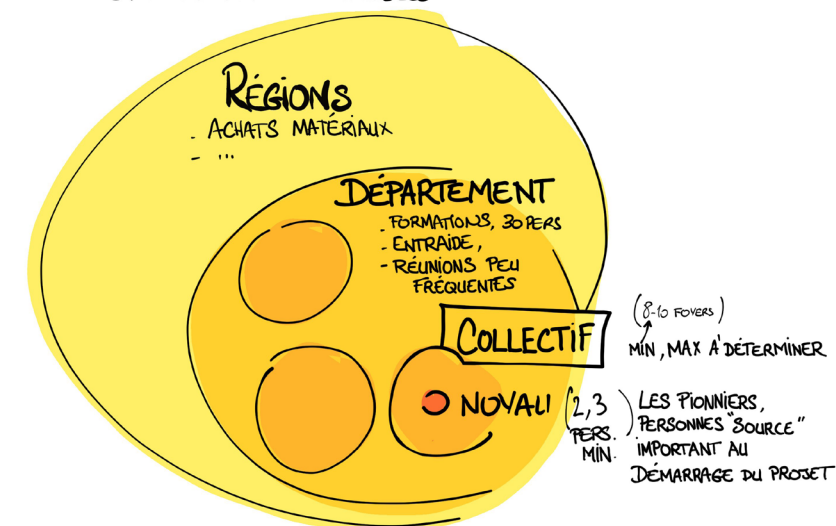 RÉGIONS
- ACHATS MATÉRIAUX
- ...
DÉPARTEMENT
- FORMATIONS, 30 PERS
- ENTRAIDE,
- RÉUNIONS PEU
FRÉQUENTES
COLLECTIF
(8-10 FOYERS)
MIN, MAX À DÉTERMINER
NOYAU
(2,3
PERS.
MIN.)
LES PIONNIERS,
PERSONNES "SOURCE"
IMPORTANT AU
DÉMARRAGE DU PROJET